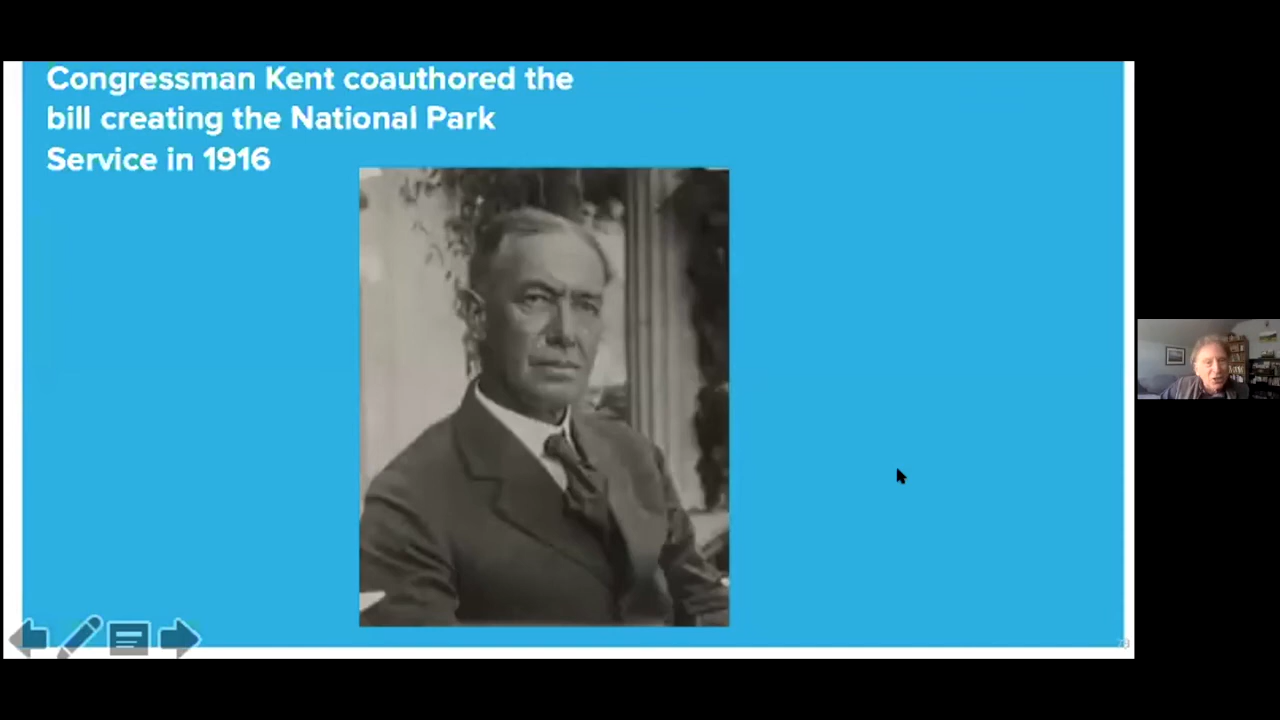 Congressman Kent coauthored the
bill creating the National Park
Service in 1916